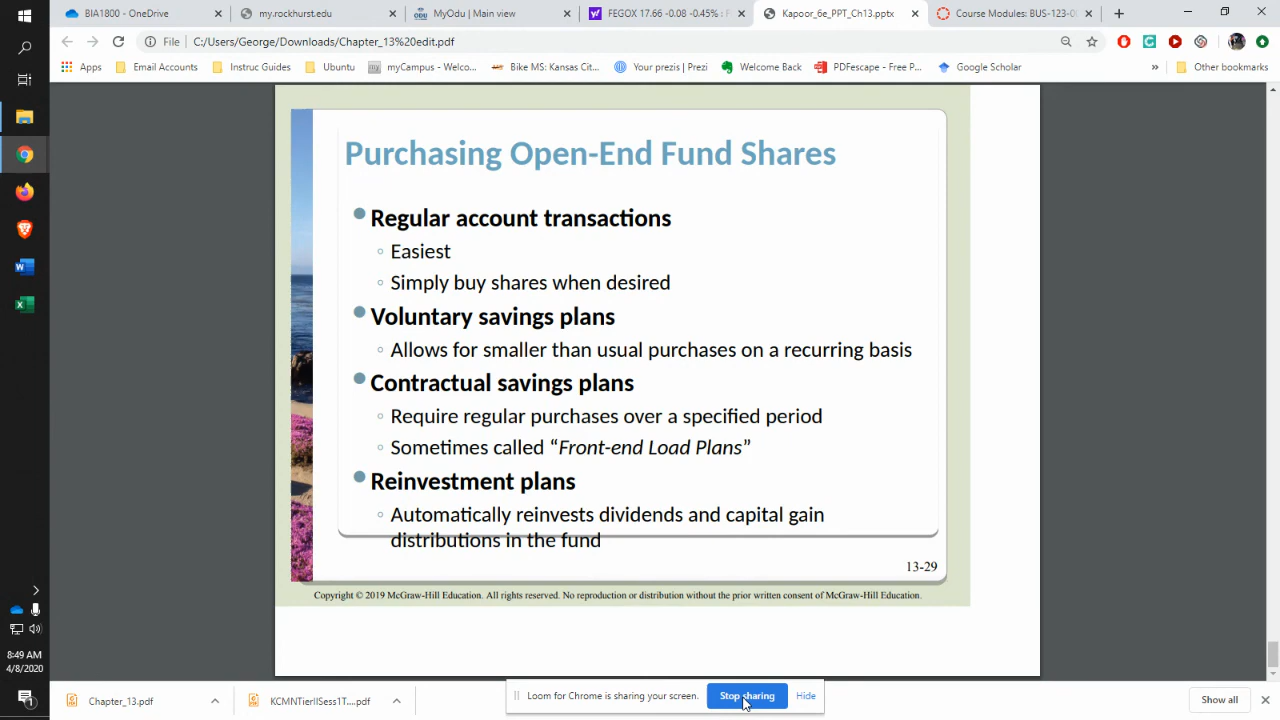 BIA1800 - OneDrive
my.rockhurst.edu/
MyOdu | Main view
FEGOX 17.66 -0.08 -0.45% : F
Kapoor_6e_PPT_Ch13.pptx
Course Modules: BUS-123-0
File | C:/Users/George/Downloads/Chapter_13%20edit.pdf
Apps
Email Accounts
Instruc Guides
Ubuntu
myCampus - Welco...
Bike MS: Kansas Cit...
Your prezis | Prezi
Welcome Back
PDFescape - Free P...
Google Scholar
»
Other bookmarks
Purchasing Open-End Fund Shares
Regular account transactions
Easiest
Simply buy shares when desired
Voluntary savings plans
Allows for smaller than usual purchases on a recurring basis
Contractual savings plans
Require regular purchases over a specified period
Sometimes called “Front-end Load Plans”
Reinvestment plans
Automatically reinvests dividends and capital gain
distributions in the fund
13-29
Copyright © 2019 McGraw-Hill Education. All rights reserved. No reproduction or distribution without the prior written consent of McGraw-Hill Education.
8:49 AM
4/8/2020
Chapter_13.pdf
KCMNTierIISess1T....pdf
Loom for Chrome is sharing your screen.
Stop sharing
Hide
Show all